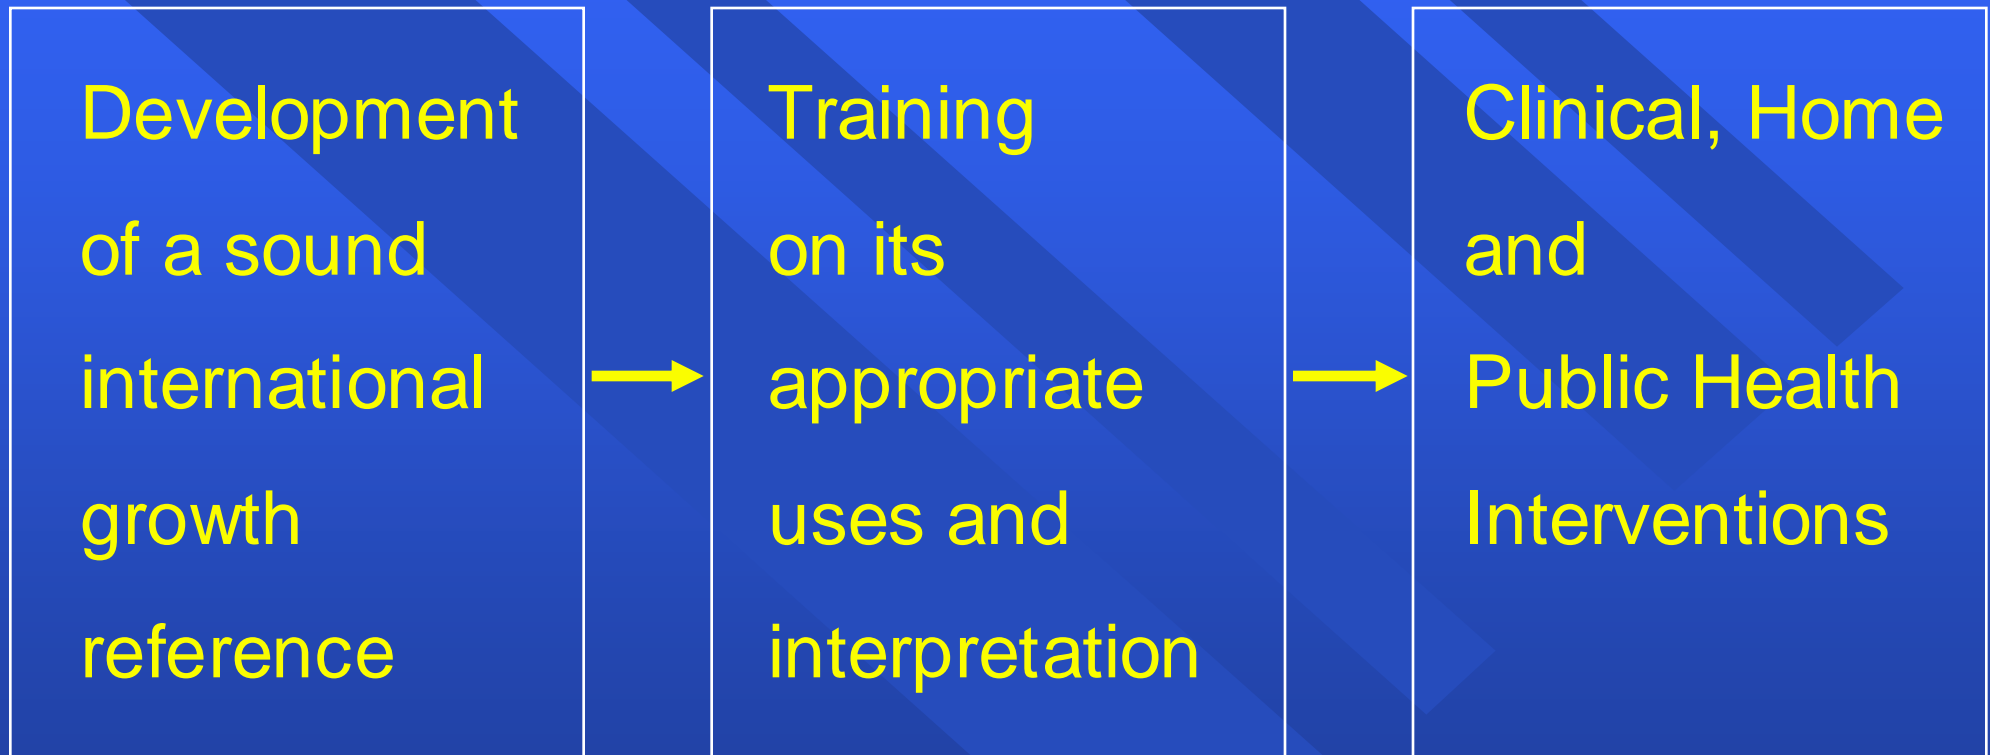 Development
of a sound
international
growth
reference
Training
on its
appropriate
uses and
interpretation
Clinical, Home
and
Public Health
Interventions